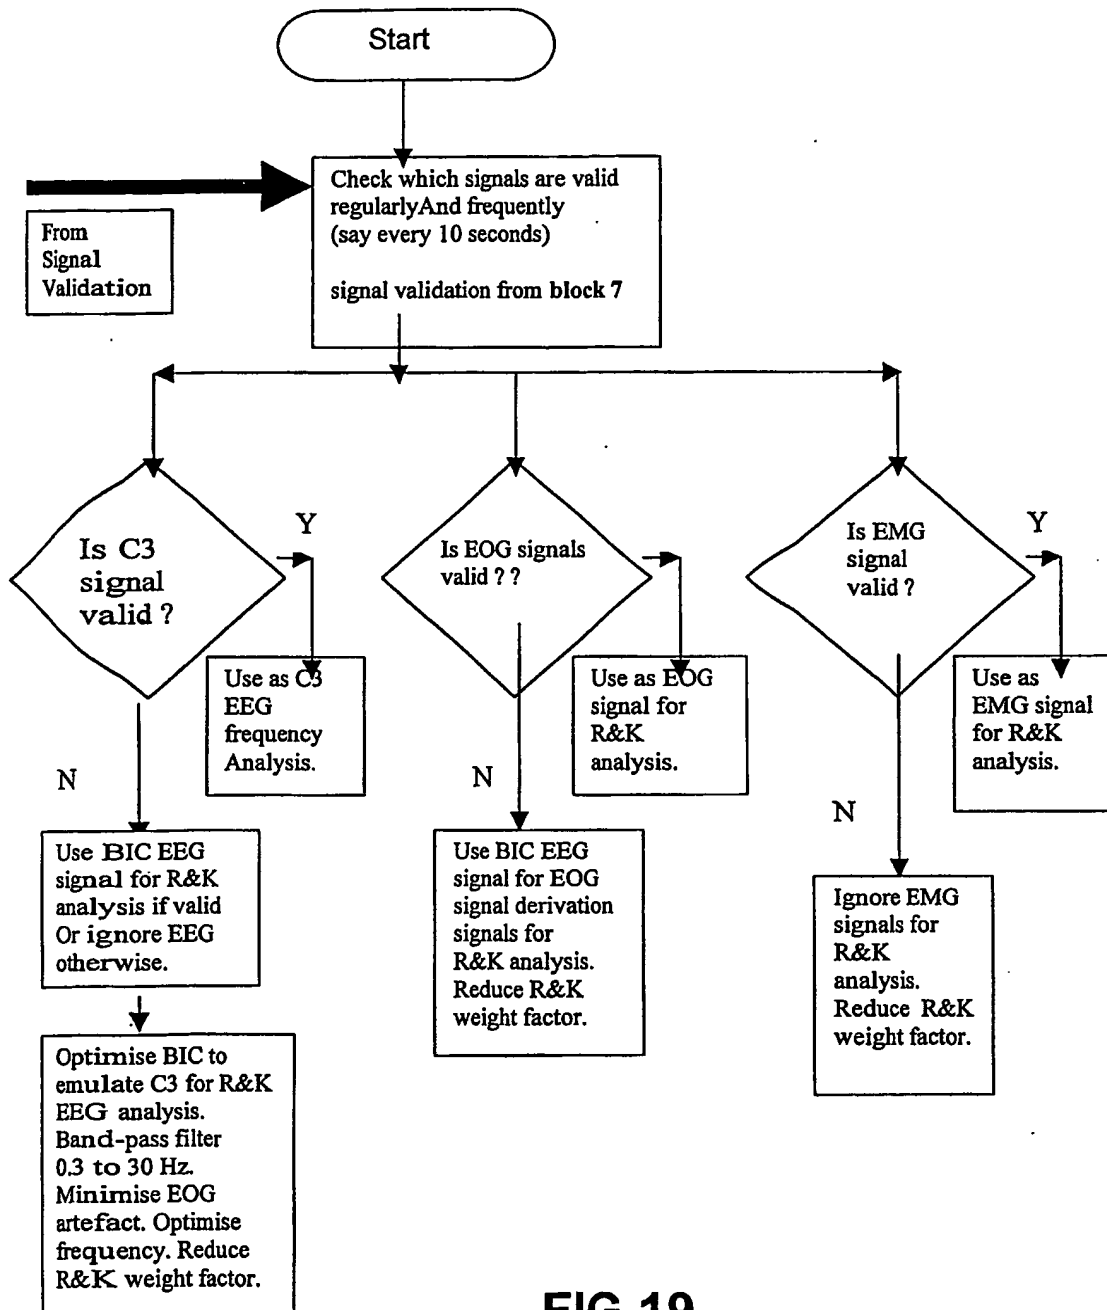 Start
Check which signals are valid
regularlyAnd frequently
(say every 10 seconds)
signal validation from block 7
From
Signal
Validation
Is C3
signal
valid ?
Y
Is EOG signals
valid ? ?
Is EMG
signal
valid ?
Y
Use as C3
EEG
frequency
Analysis.
Use as EOG
signal for
R&K
analysis.
Use as
EMG signal
for R&K
analysis.
N
N
N
Use BIC EEG
signal for R&K
analysis if valid
Or ignore EEG
otherwise.
Use BIC EEG
signal for EOG
signal derivation
signals for
R&K analysis.
Reduce R&K
weight factor.
Ignore EMG
signals for
R&K
analysis.
Reduce R&K
weight factor.
Optimise BIC to
emulate C3 for R&K
EEG analysis.
Band-pass filter
0.3 to 30 Hz.
Minimise EOG
artefact. Optimise
frequency. Reduce
R&K weight factor.
FIG 19